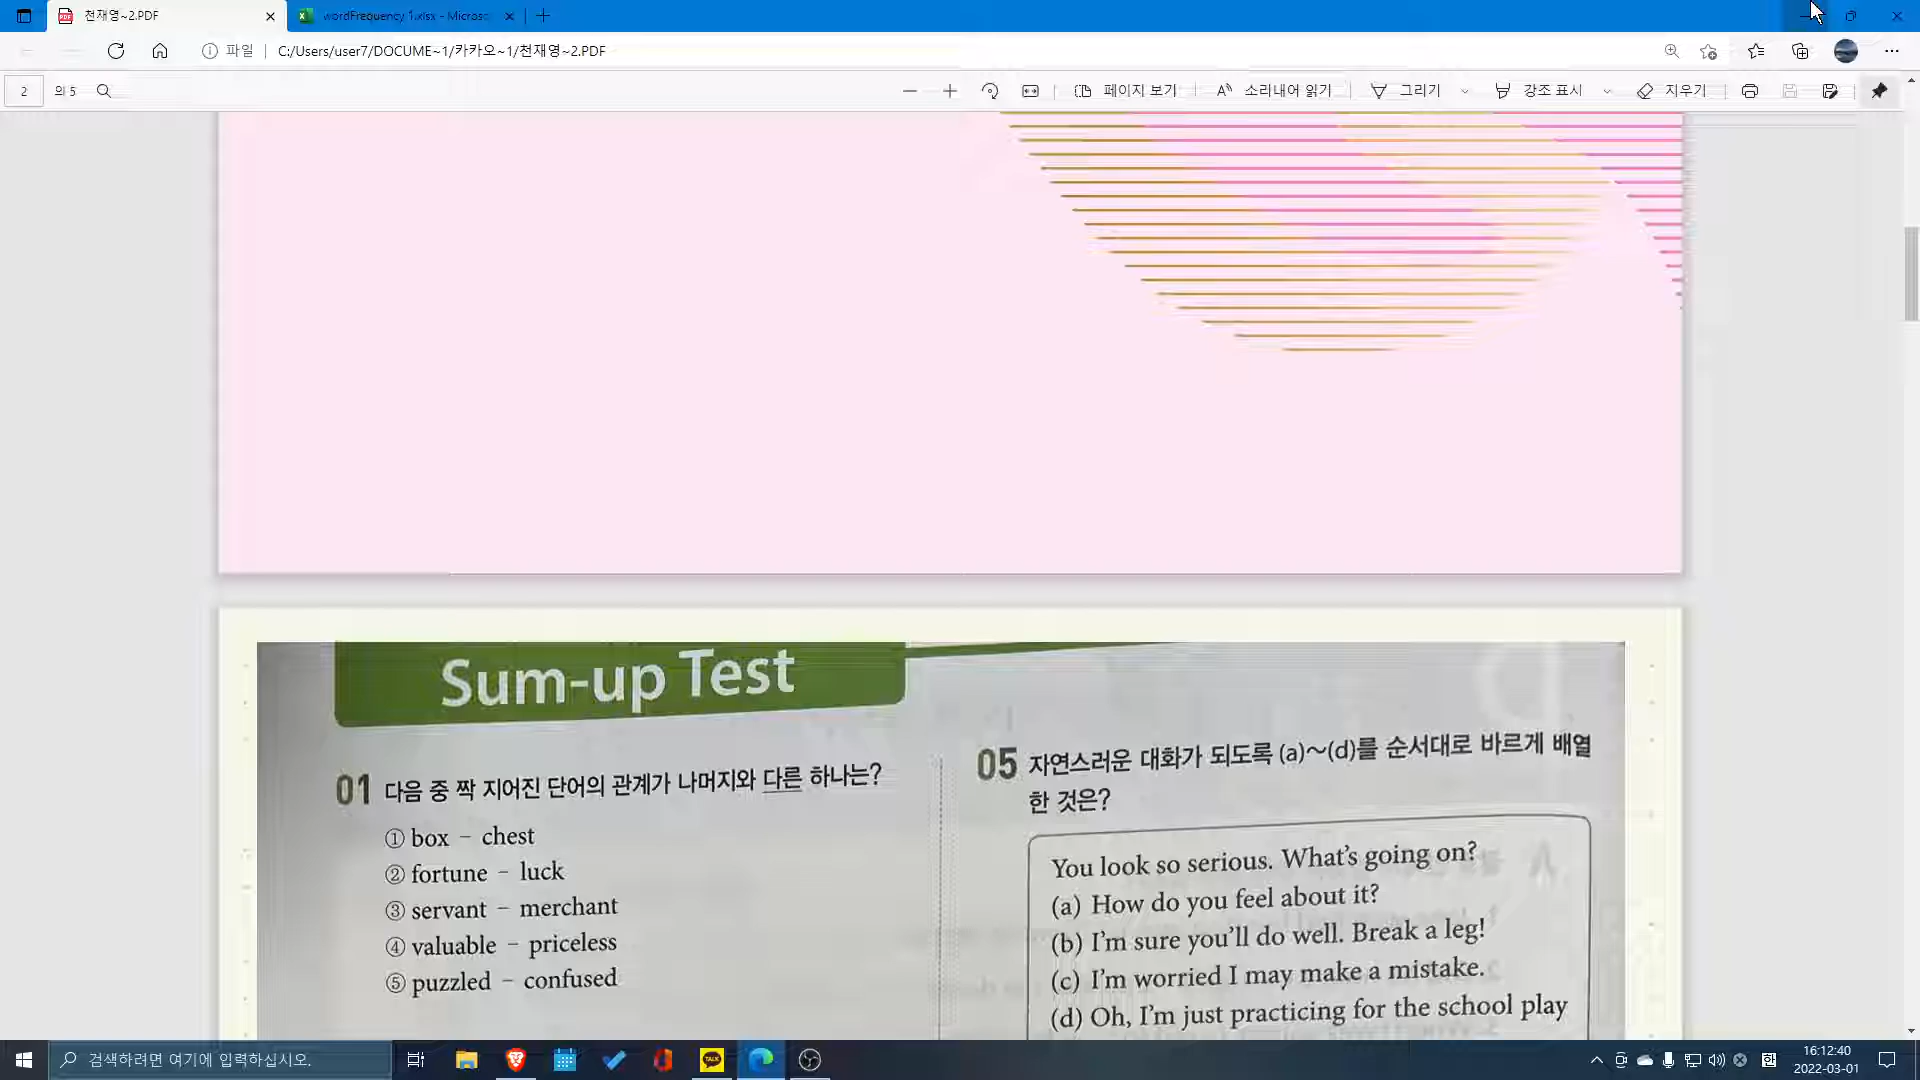 천재영~2.PDF
wordFrequency 1.xlsx - Microso
파일
C:/Users/user7/DOCUME~1/카카오~1/천재영~2.PDF
2
의 5
페이지 보기
소리내어 읽기
그리기
강조 표시
지우기
Sum-up Test
01 다음 중 짝 지어진 단어의 관계가 나머지와 다른 하나는?
① box - chest
② fortune - luck
③ servant - merchant
④ valuable - priceless
⑤ puzzled - confused
05 자연스러운 대화가 되도록 (a)~(d)를 순서대로 바르게 배열
한 것은?
You look so serious. What's going on?
(a) How do you feel about it?
(b) I'm sure you'll do well. Break a leg!
(c) I'm worried I may make a mistake.
(d) Oh, I'm just practicing for the school play
검색하려면 여기에 입력하십시오.
TALK
한
16:12:40
2022-03-01